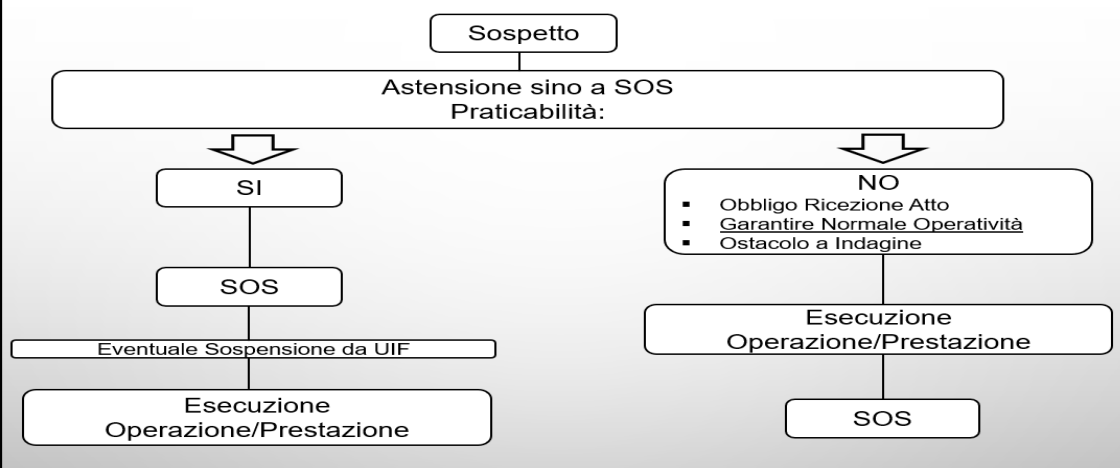 Sospetto
Astensione sino a SOS
Praticabilità:
SI
SOS
Eventuale Sospensione da UIF
Esecuzione
Operazione/Prestazione
NO
▪ Obbligo Ricezione Atto
▪ Garantire Normale Operatività
▪ Ostacolo a Indagine
Esecuzione
Operazione/Prestazione
SOS